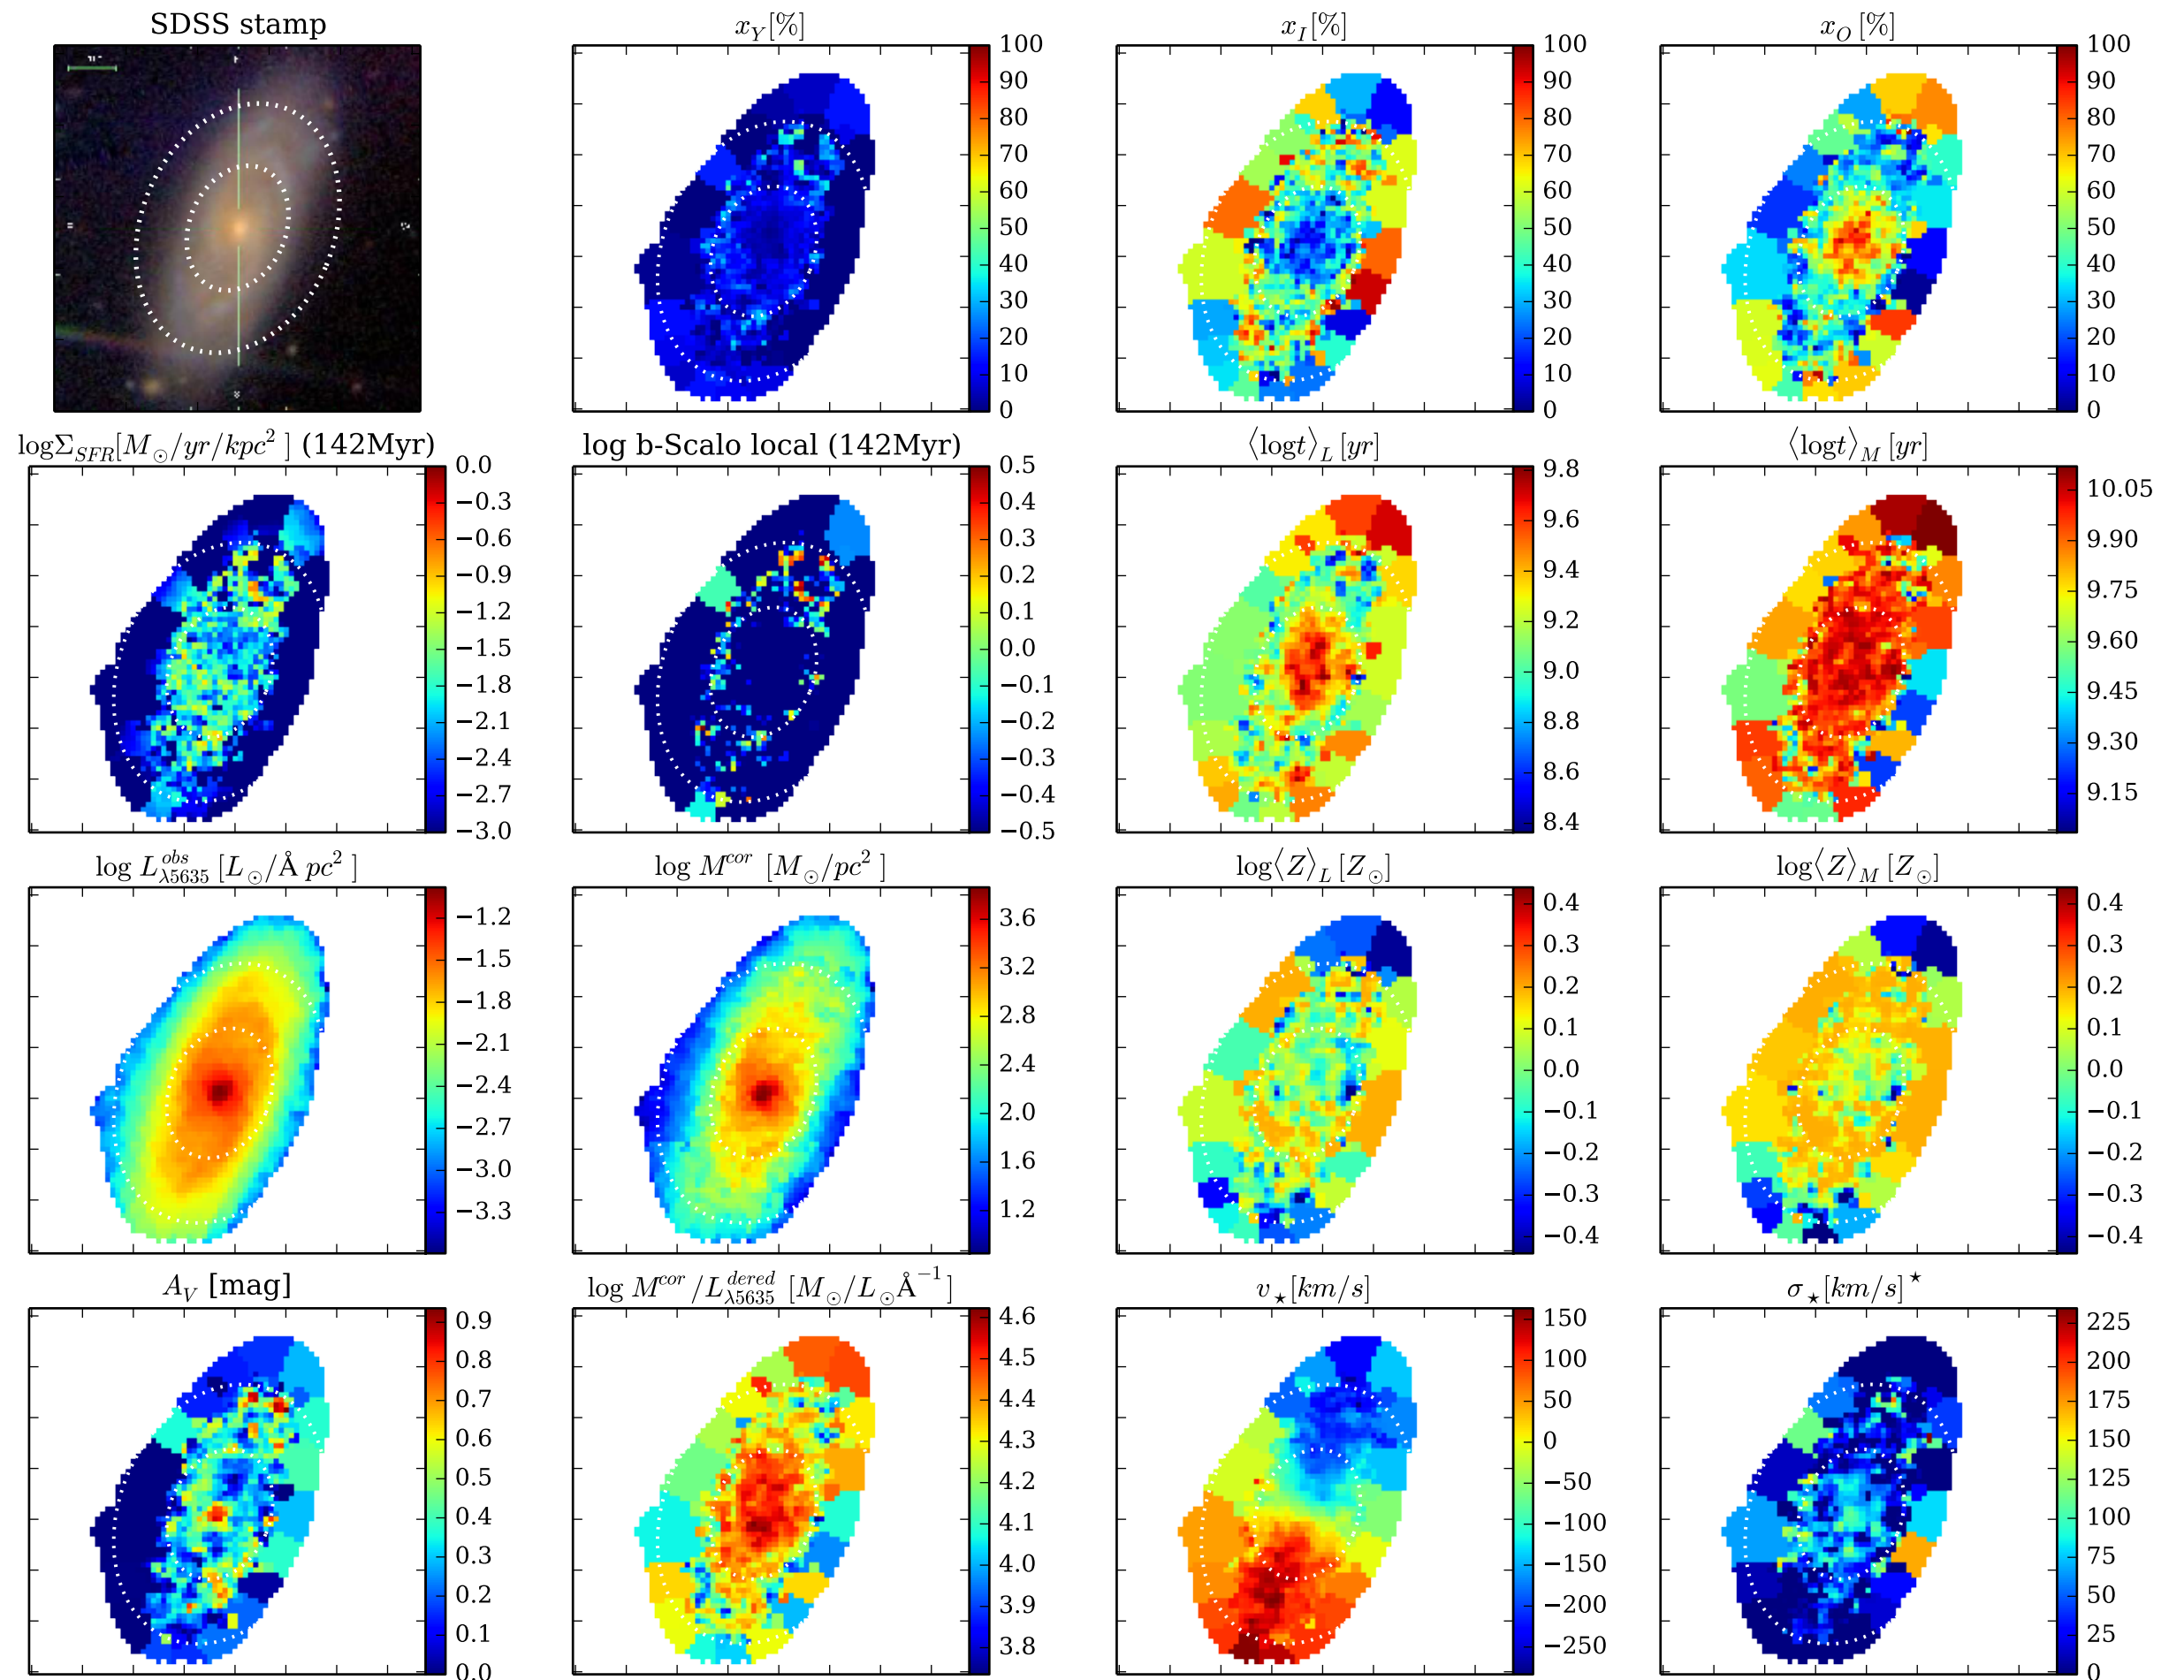 SDSS stamp
x_Y[%]
x_I[%]
x_O[%]
100 90 80 70 60 50 40 30 20 10 0
100 90 80 70 60 50 40 30 20 10 0
100 90 80 70 60 50 40 30 20 10 0
logΣ_SFR[M_⊙/yr/kpc²] (142Myr)
log b-Scalo local (142Myr)
⟨logt⟩_L [yr]
⟨logt⟩_M [yr]
0.0 −0.3 −0.6 −0.9 −1.2 −1.5 −1.8 −2.1 −2.4 −2.7 −3.0
0.5 0.4 0.3 0.2 0.1 0.0 −0.1 −0.2 −0.3 −0.4 −0.5
9.8 9.6 9.4 9.2 9.0 8.8 8.6 8.4
10.05 9.90 9.75 9.60 9.45 9.30 9.15
log L^obs_λ5635 [L_⊙/Å pc²]
log M^cor [M_⊙/pc²]
log⟨Z⟩_L [Z_⊙]
log⟨Z⟩_M [Z_⊙]
−1.2 −1.5 −1.8 −2.1 −2.4 −2.7 −3.0 −3.3
3.6 3.2 2.8 2.4 2.0 1.6 1.2
0.4 0.3 0.2 0.1 0.0 −0.1 −0.2 −0.3 −0.4
0.4 0.3 0.2 0.1 0.0 −0.1 −0.2 −0.3 −0.4
A_V [mag]
log M^cor/L^dered_λ5635 [M_⊙/L_⊙Å⁻¹]
v_⋆[km/s]
σ_⋆[km/s]^⋆
0.9 0.8 0.7 0.6 0.5 0.4 0.3 0.2 0.1 0.0
4.6 4.5 4.4 4.3 4.2 4.1 4.0 3.9 3.8
150 100 50 0 −50 −100 −150 −200 −250
225 200 175 150 125 100 75 50 25 0